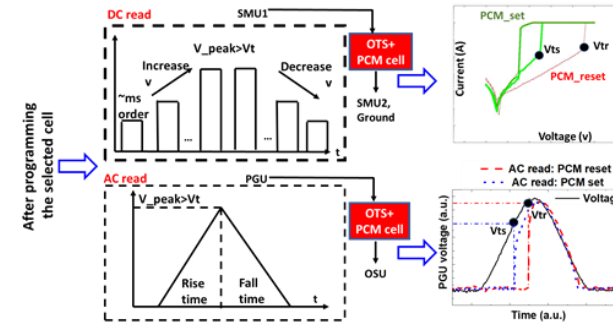 After programming
the selected cell
DC read
V_peak>Vt
Increase
v
Decrease
v
~ms
order
...
...
t
SMU1
OTS+
PCM cell
SMU2,
Ground
Current (A)
PCM_set
Vts
Vtr
PCM_reset
Voltage (v)
AC read
V_peak>Vt
Rise
time
Fall
time
t
PGU
OTS+
PCM cell
OSU
AC read: PCM reset
AC read: PCM set
Voltage
PGU voltage (a.u.)
Vts
Vtr
Time (a.u.)